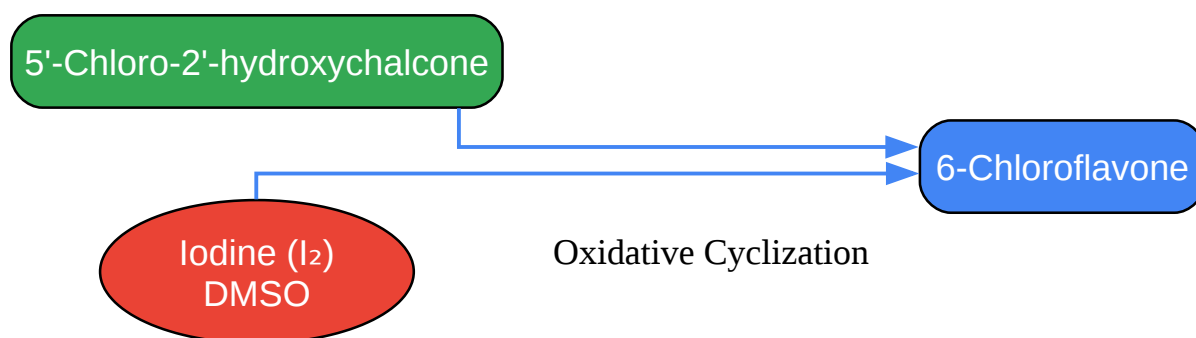 5'-Chloro-2'-hydroxychalcone
6-Chloroflavone
Iodine (I₂)
DMSO
Oxidative Cyclization